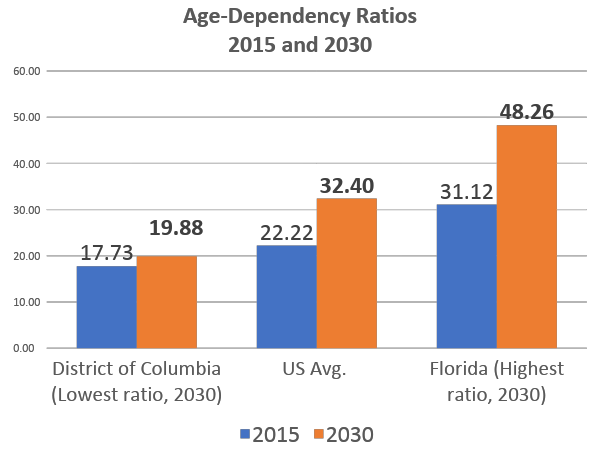 Age-Dependency Ratios
2015 and 2030
60.00
50.00
40.00
30.00
20.00
10.00
0.00
17.73
19.88
22.22
32.40
31.12
48.26
District of Columbia
(Lowest ratio, 2030)
US Avg.
Florida (Highest
ratio, 2030)
2015 2030